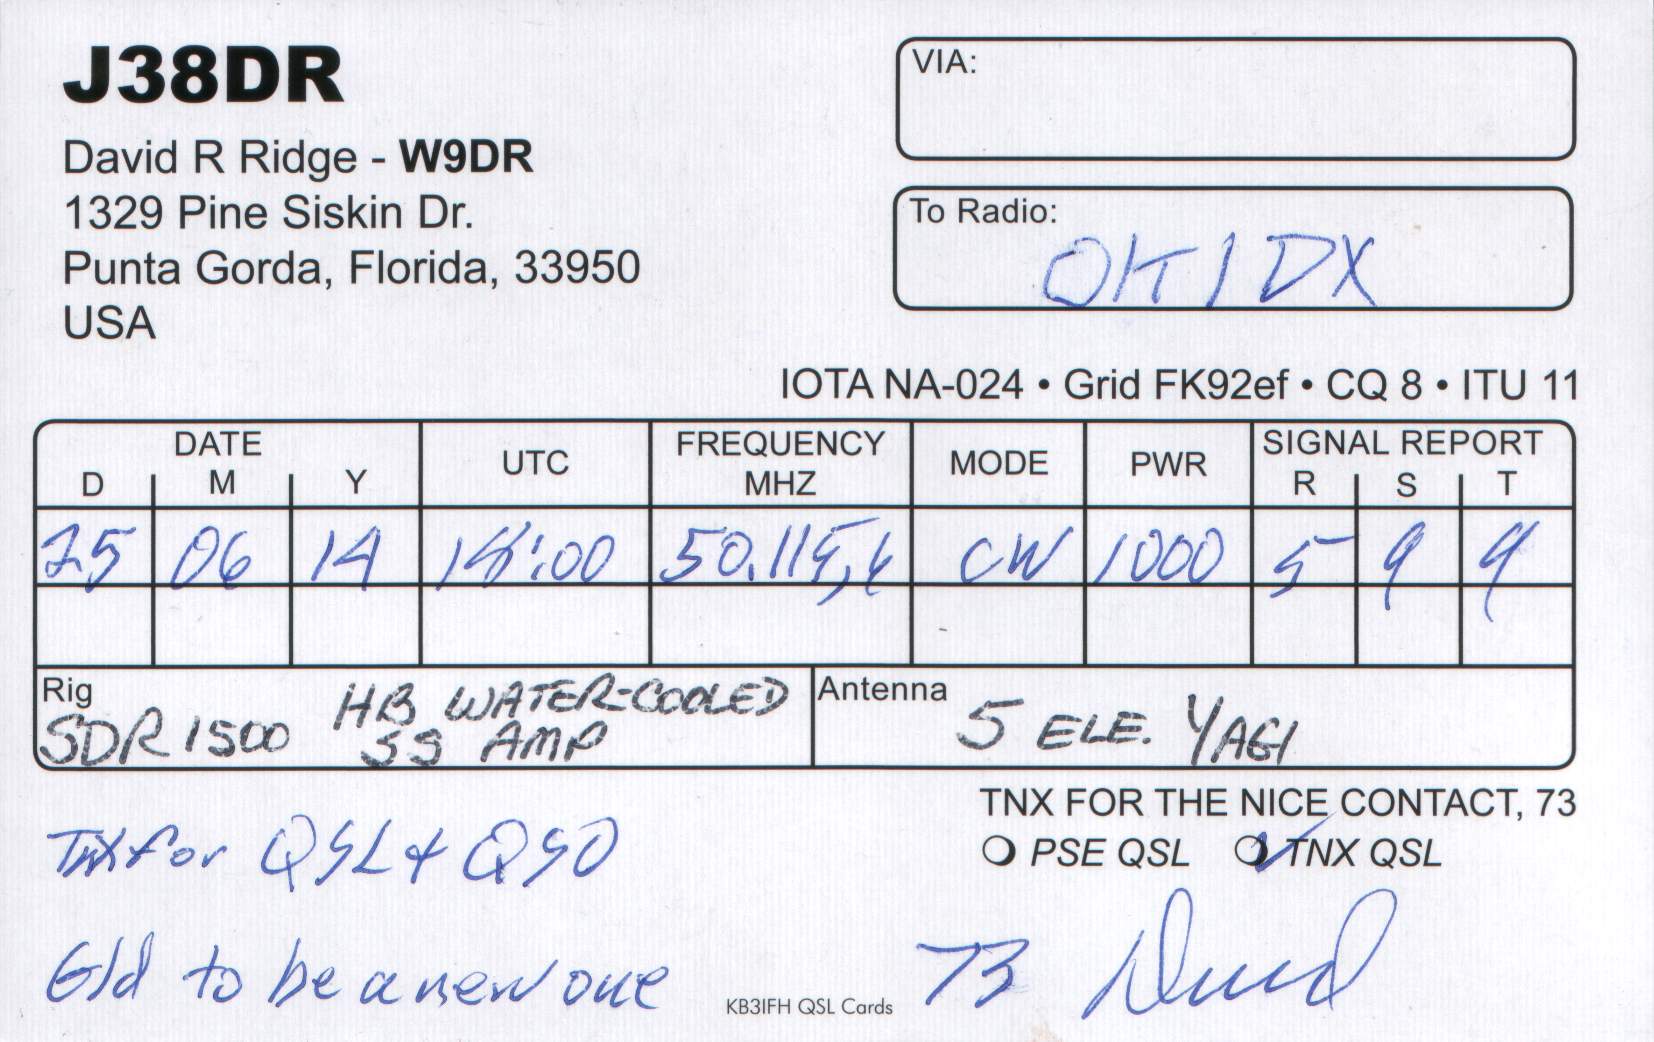 J38DR
David R Ridge - W9DR
1329 Pine Siskin Dr.
Punta Gorda, Florida, 33950
USA
VIA:
To Radio:
OK1DX
IOTA NA-024 • Grid FK92ef • CQ 8 • ITU 11
DATE UTC FREQUENCY MHZ MODE PWR SIGNAL REPORT
D M Y R S T
25 06 14 :00 50.115,6 CW 1000 5 9 9
Rig
SDR 1500 HB WATER-COOLED
SS AMP
Antenna
5 ELE. YAGI
TNX FOR THE NICE CONTACT, 73
PSE QSL TNX QSL
Tnx for QSL + QSO
Gld to be a new one
73 David
KB3IFH QSL Cards